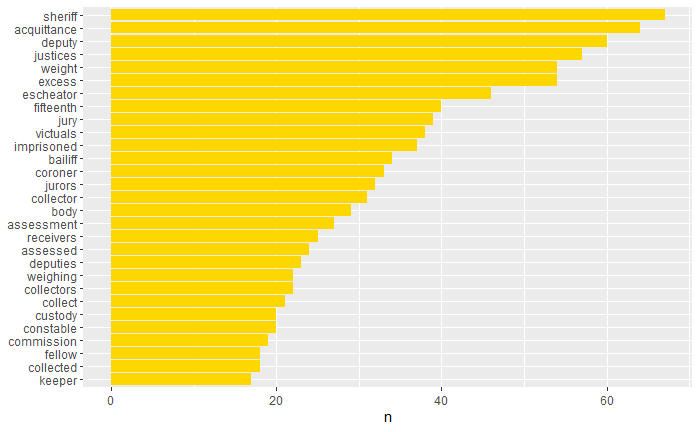 sheriff
acquittance
deputy
justices
weight
excess
escheator
fifteenth
jury
victuals
imprisoned
bailiff
coroner
jurors
collector
body
assessment
receivers
assessed
deputies
weighing
collectors
collect
custody
constable
commission
fellow
collected
keeper
0 20 40 60
n